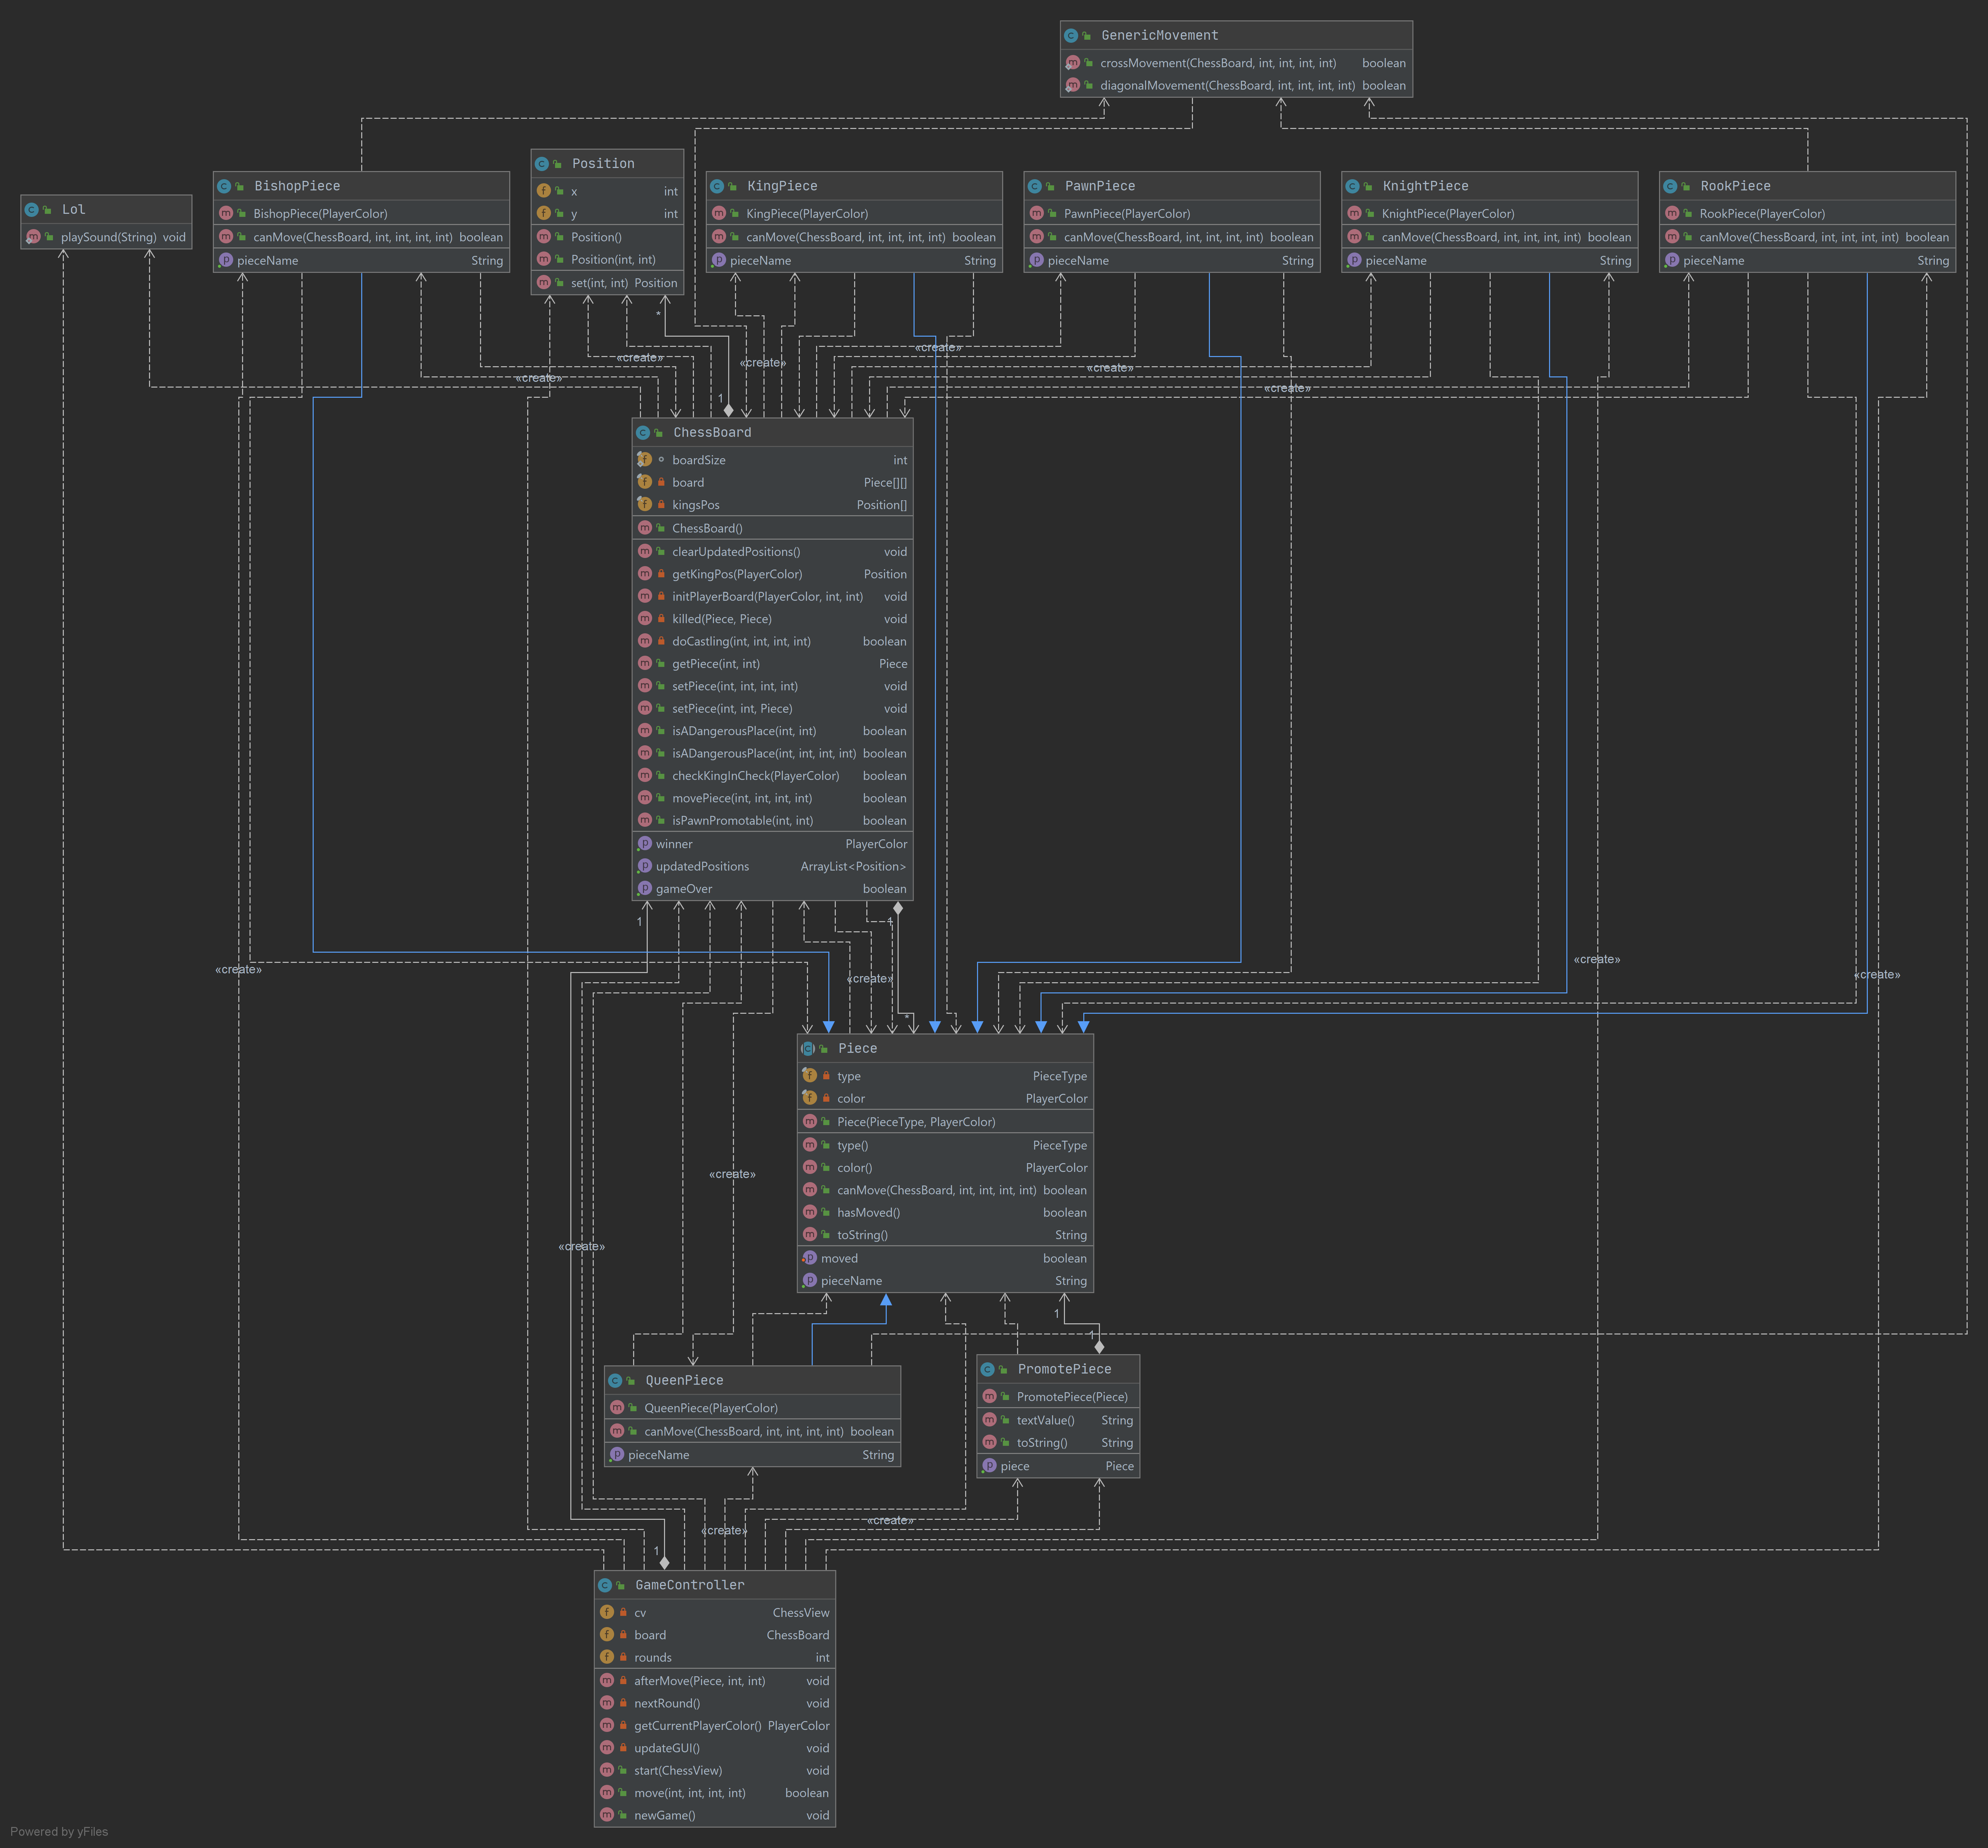 GenericMovement
crossMovement(ChessBoard, int, int, int, int) boolean
diagonalMovement(ChessBoard, int, int, int, int) boolean
Lol
playSound(String) void
BishopPiece
BishopPiece(PlayerColor)
canMove(ChessBoard, int, int, int, int) boolean
pieceName String
Position
x int
y int
Position()
Position(int, int)
set(int, int) Position
KingPiece
KingPiece(PlayerColor)
canMove(ChessBoard, int, int, int, int) boolean
pieceName String
PawnPiece
PawnPiece(PlayerColor)
canMove(ChessBoard, int, int, int, int) boolean
pieceName String
KnightPiece
KnightPiece(PlayerColor)
canMove(ChessBoard, int, int, int, int) boolean
pieceName String
RookPiece
RookPiece(PlayerColor)
canMove(ChessBoard, int, int, int, int) boolean
pieceName String
*
«create»
«create»
«create»
«create»
«create»
«create»
1
ChessBoard
boardSize int
board Piece[][]
kingsPos Position[]
ChessBoard()
clearUpdatedPositions() void
getKingPos(PlayerColor) Position
initPlayerBoard(PlayerColor, int, int) void
killed(Piece, Piece) void
doCastling(int, int, int, int) boolean
getPiece(int, int) Piece
setPiece(int, int, int, int) void
setPiece(int, int, Piece) void
isADangerousPlace(int, int) boolean
isADangerousPlace(int, int, int, int) boolean
checkKingInCheck(PlayerColor) boolean
movePiece(int, int, int, int) boolean
isPawnPromotable(int, int) boolean
winner PlayerColor
updatedPositions ArrayList<Position>
gameOver boolean
1
1
«create»
«create»
«create»
«create»
*
Piece
type PieceType
color PlayerColor
Piece(PieceType, PlayerColor)
type() PieceType
color() PlayerColor
canMove(ChessBoard, int, int, int, int) boolean
hasMoved() boolean
toString() String
moved boolean
pieceName String
«create»
«create»
1
1
QueenPiece
QueenPiece(PlayerColor)
canMove(ChessBoard, int, int, int, int) boolean
pieceName String
PromotePiece
PromotePiece(Piece)
textValue() String
toString() String
piece Piece
«create»
«create»
1
GameController
cv ChessView
board ChessBoard
rounds int
afterMove(Piece, int, int) void
nextRound() void
getCurrentPlayerColor() PlayerColor
updateGUI() void
start(ChessView) void
move(int, int, int, int) boolean
newGame() void
Powered by yFiles